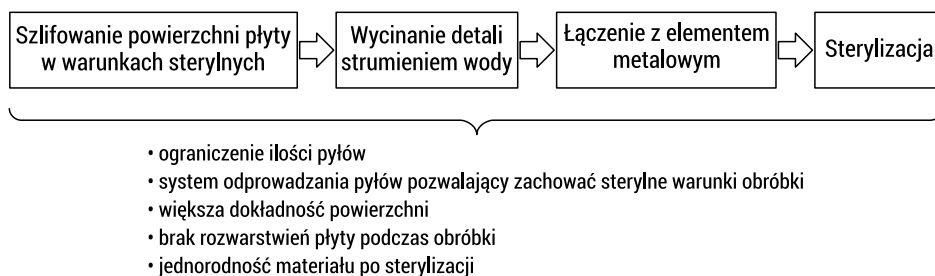 Szlifowanie powierzchni płyty
w warunkach sterylnych
Wycinanie detali
strumieniem wody
Łączenie z elementem
metalowym
Sterylizacja
• ograniczenie ilości pyłów
• system odprowadzania pyłów pozwalający zachować sterylne warunki obróbki
• większa dokładność powierzchni
• brak rozwarstwień płyty podczas obróbki
• jednorodność materiału po sterylizacji